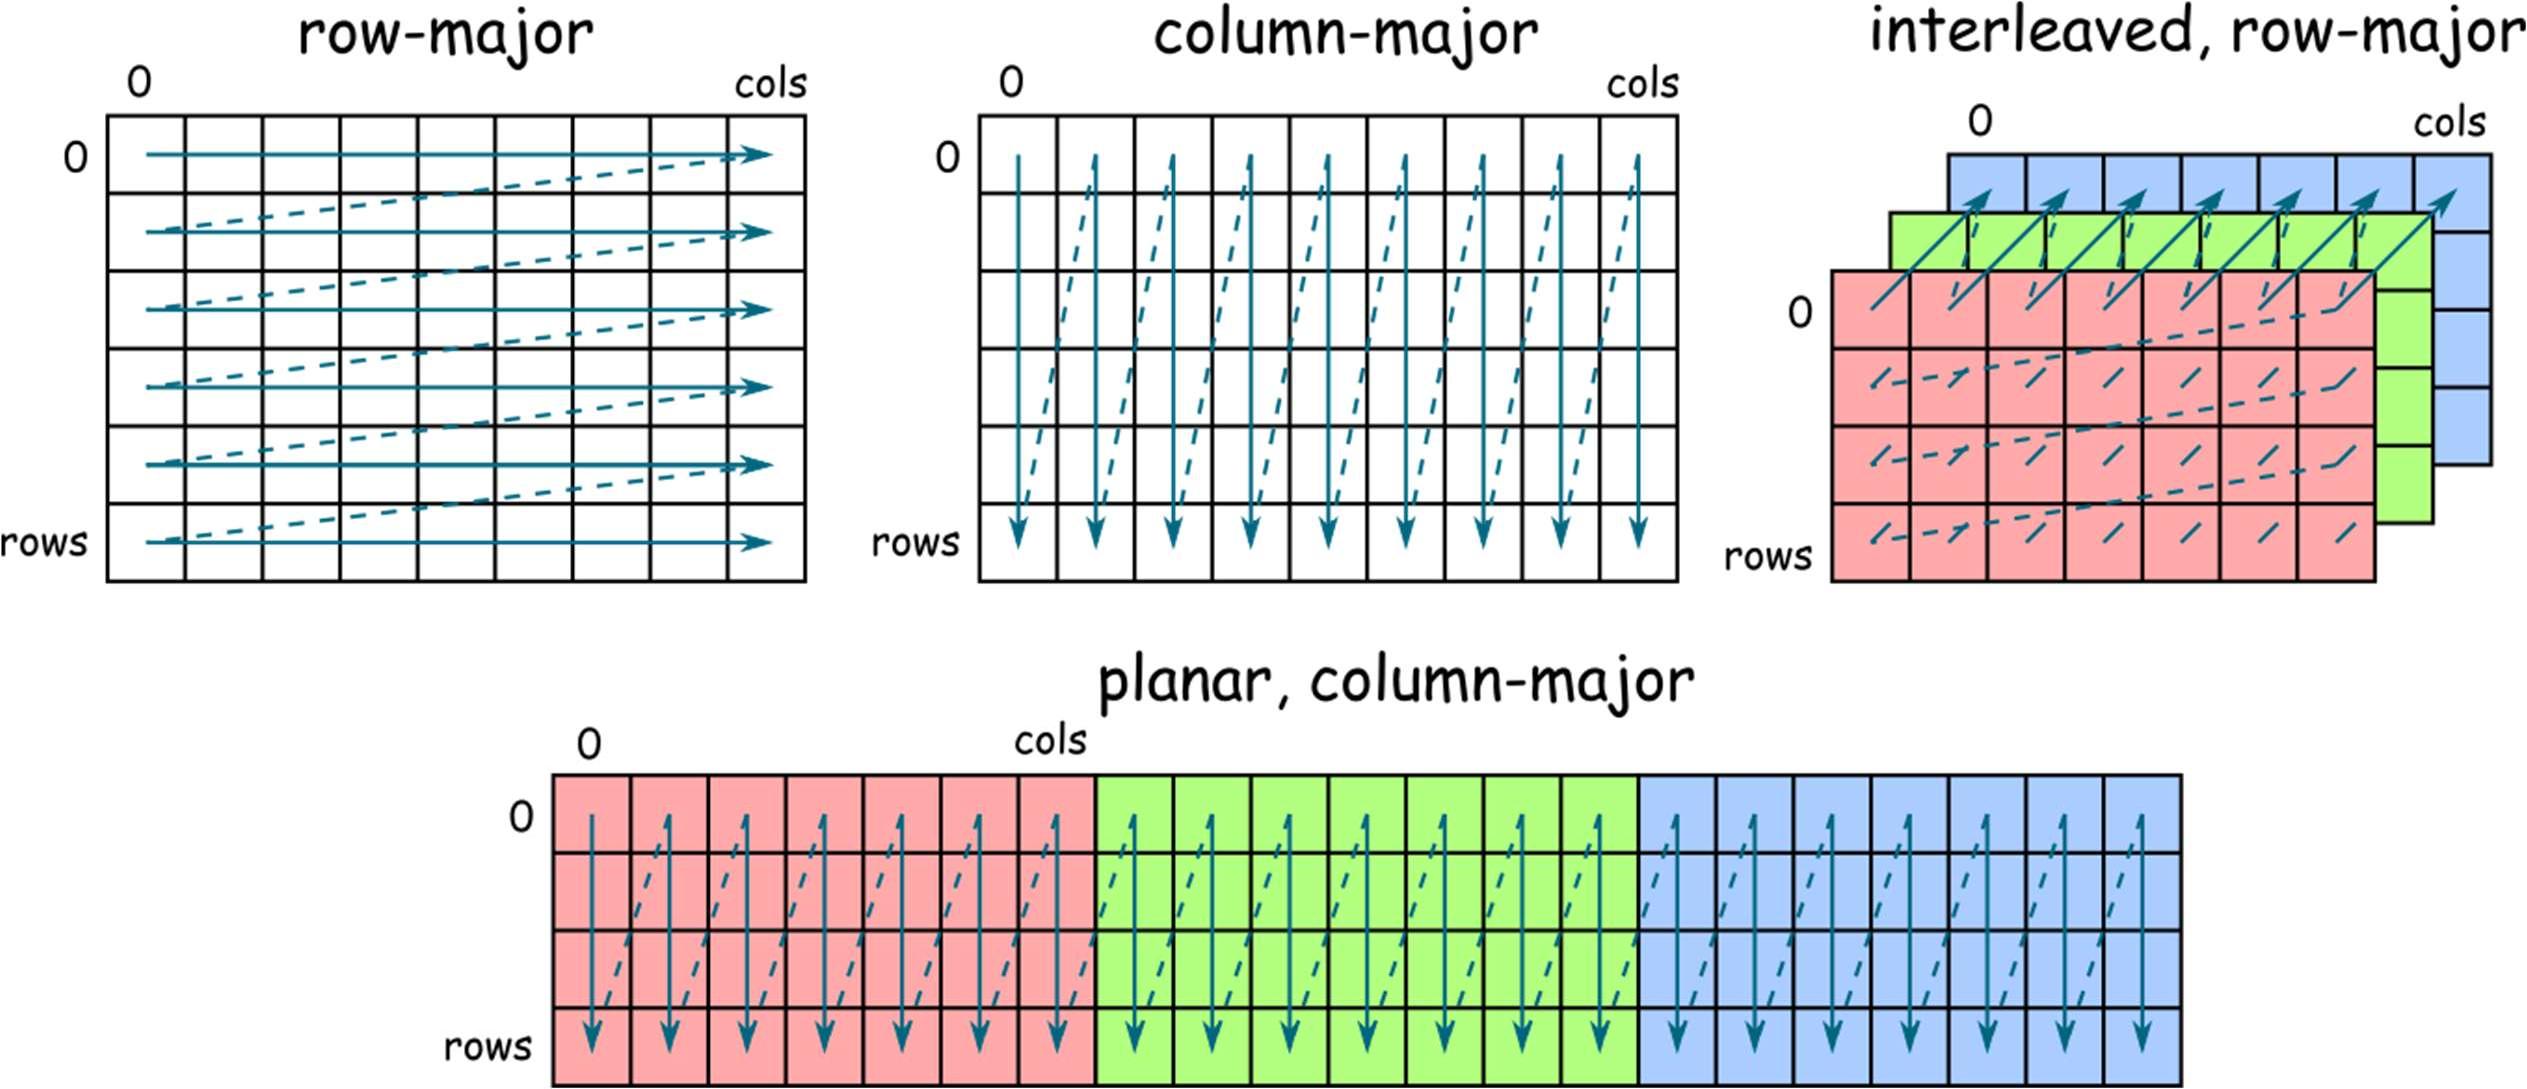 row-major
0 cols
0
rows
column-major
0 cols
0
rows
interleaved, row-major
0 cols
0
rows
planar, column-major
0 cols
0
rows